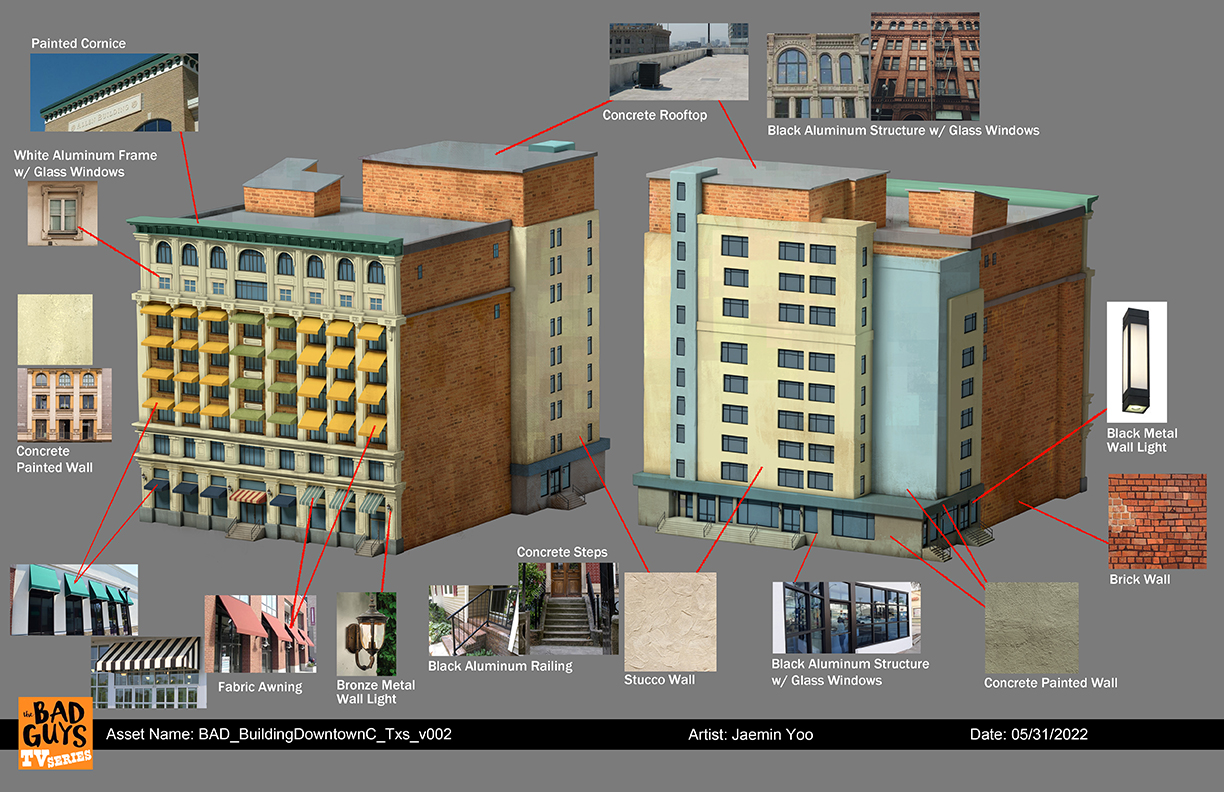 Painted Cornice
Concrete Rooftop
Black Aluminum Structure w/ Glass Windows
White Aluminum Frame
w/ Glass Windows
Concrete
Painted Wall
Black Metal
Wall Light
Brick Wall
Concrete Steps
Black Aluminum Railing
Fabric Awning
Bronze Metal
Wall Light
Stucco Wall
Black Aluminum Structure
w/ Glass Windows
Concrete Painted Wall
the BAD
GUYS
TV SERIES
Asset Name: BAD_BuildingDowntownC_Txs_v002
Artist: Jaemin Yoo
Date: 05/31/2022